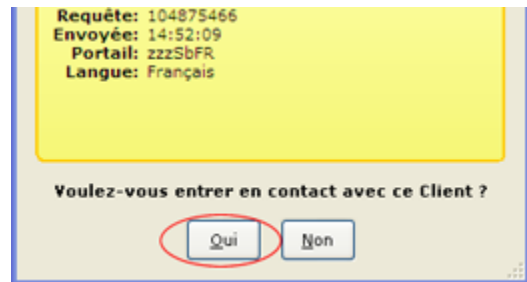 Requête: 104875466
Envoyée: 14:52:09
Portail: zzzSbFR
Langue: Français
Voulez-vous entrer en contact avec ce Client ?
Oui Non